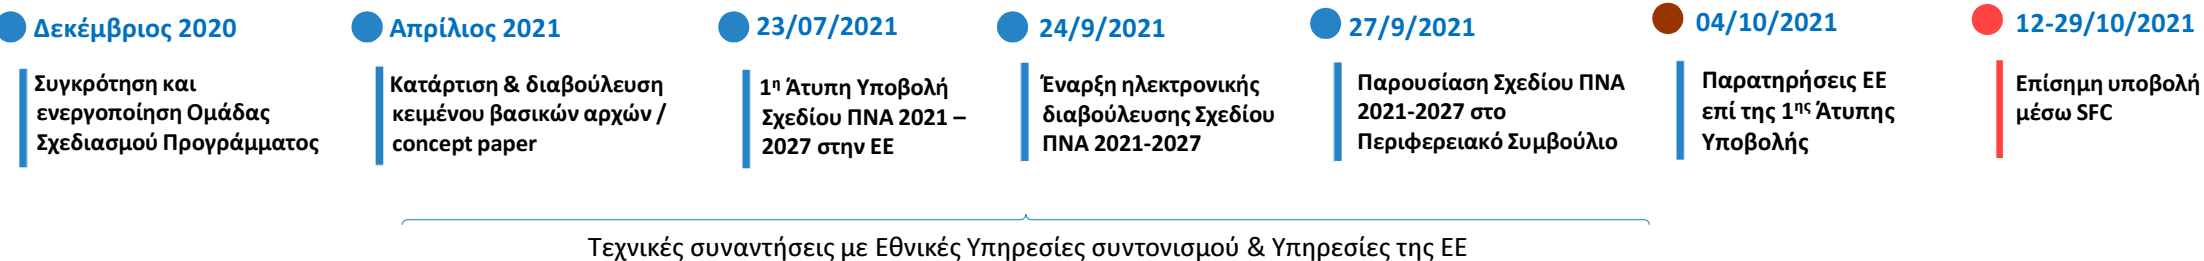 Δεκέμβριος 2020
Συγκρότηση και
ενεργοποίηση Ομάδας
Σχεδιασμού Προγράμματος
Απρίλιος 2021
Κατάρτιση & διαβούλευση
κειμένου βασικών αρχών /
concept paper
23/07/2021
1η Άτυπη Υποβολή
Σχεδίου ΠΝΑ 2021 –
2027 στην ΕΕ
24/9/2021
Έναρξη ηλεκτρονικής
διαβούλευσης Σχεδίου
ΠΝΑ 2021-2027
27/9/2021
Παρουσίαση Σχεδίου ΠΝΑ
2021-2027 στο
Περιφερειακό Συμβούλιο
04/10/2021
Παρατηρήσεις ΕΕ
επί της 1ης Άτυπης
Υποβολής
12-29/10/2021
Επίσημη υποβολή
μέσω SFC
Τεχνικές συναντήσεις με Εθνικές Υπηρεσίες συντονισμού & Υπηρεσίες της ΕΕ